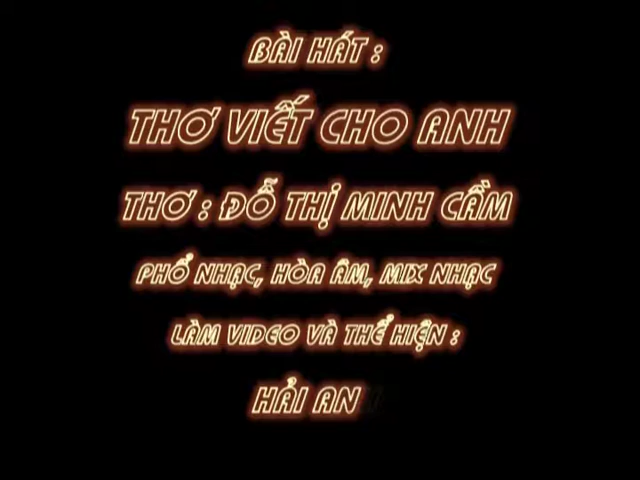 BÀI HÁT :
THƠ VIẾT CHO ANH
THƠ : ĐỖ THỊ MINH CẦM
PHỔ NHẠC, HÒA ÂM, MIX NHẠC
LÀM VIDEO VÀ THỂ HIỆN :
HẢI AN